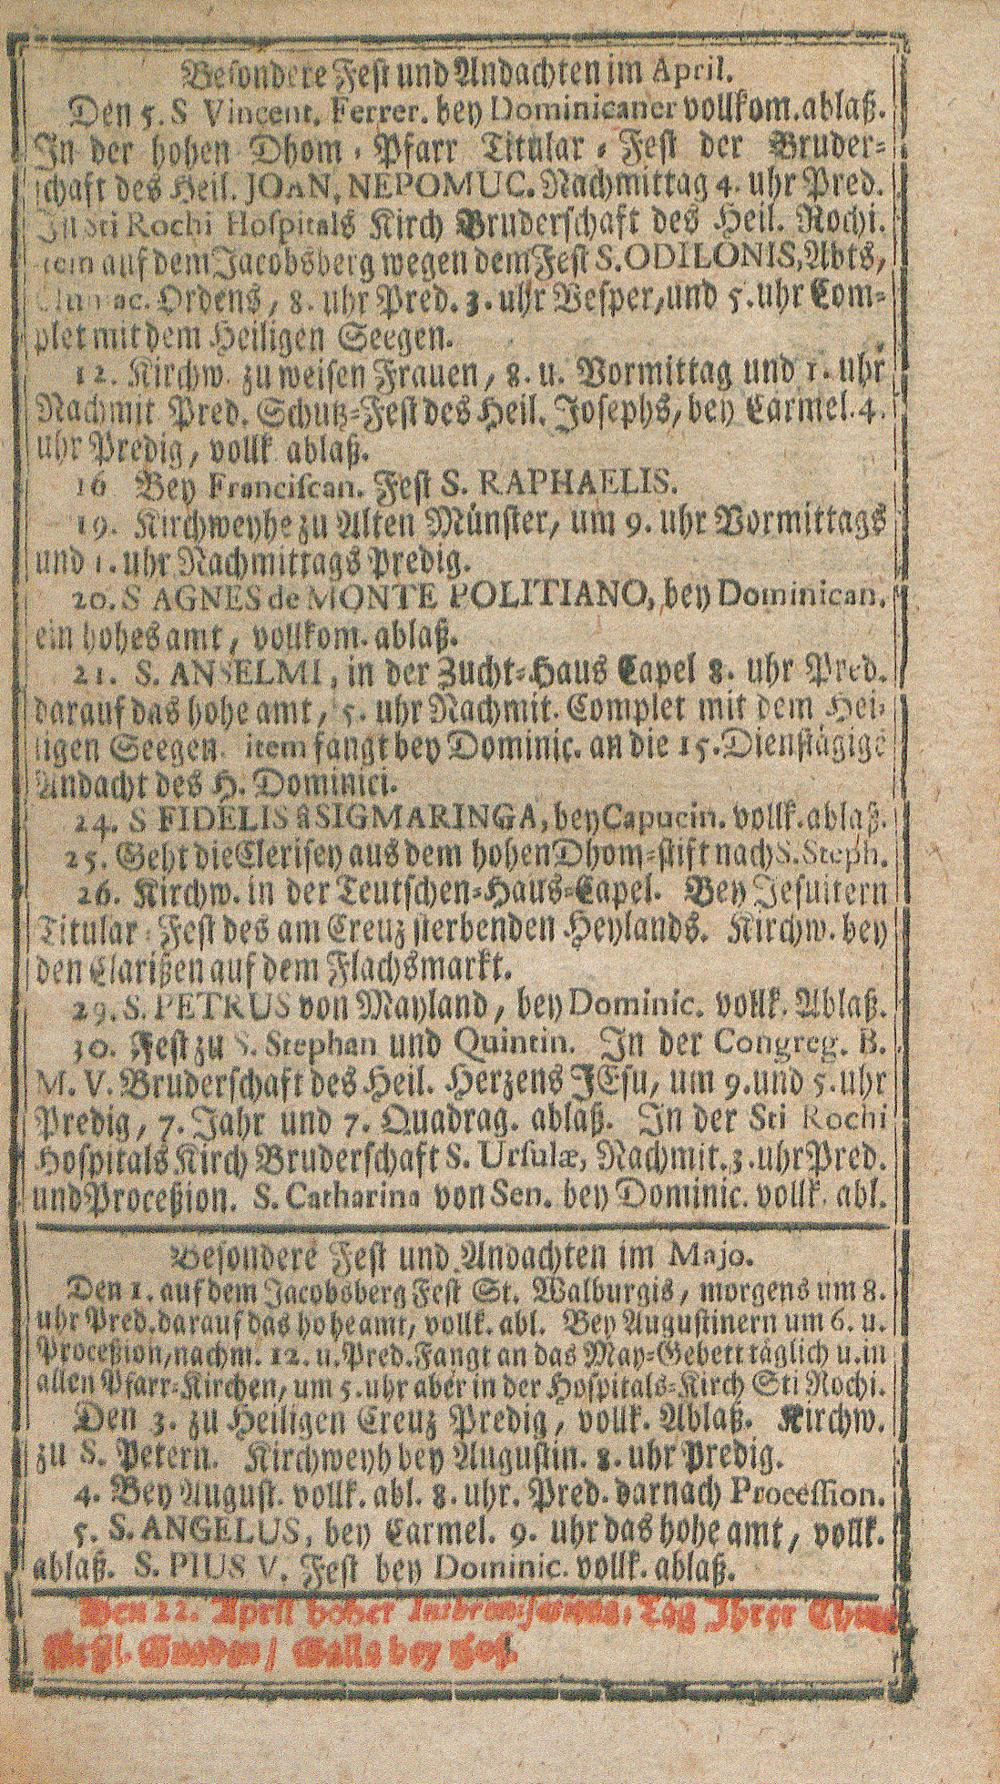 Besondere Fest und Andachten im April.
Den 5. S Vincent. Ferrer. bey Dominicaner vollkom. ablaß.
In der hohen Dhom-Pfarr Titular-Fest der Bruder-
schaft des Heil. JOAN, NEPOMUC. Nachmittag 4. uhr Pred.
In Sti Rochi Hospitals Kirch Bruderschaft des Heil. Rochi.
item auf dem Jacobsberg wegen dem Fest S. ODILONIS, Abts,
Ordens, 8. uhr Pred. 3. uhr Vesper, und 5. uhr Com-
plet mit dem Heiligen Seegen.
12. Kirchw. zu weisen Frauen, 8. u. Vormittag und 1. uhr
Nachmit Pred. Schutz-Fest des Heil. Josephs, bey Carmel. 4.
uhr Predig, vollk ablaß.
16 Bey Franciscan. Fest S. RAPHAELIS.
19. Kirchweyhe zu Alten Münster, um 9. uhr Vormittags
und 1. uhr Nachmittags Predig.
20. S AGNES de MONTE POLITIANO, bey Dominican.
ein hohes amt, vollkom. ablaß.
21. S. ANSELMI, in der Zucht-Haus Capel 8. uhr Pred.
darauf das hohe amt, 5. uhr Nachmit. Complet mit dem Hei-
ligen Seegen. item fangt bey Dominic. an die 15. Dienstägige
Andacht des H. Dominici.
24. S FIDELIS à SIGMARINGA, bey Capucin. vollk. ablaß.
25. Geht die Clerisey aus dem hohen Dhom-stift nach S. Steph.
26. Kirchw. in der Teutschen-Haus-Capel. Bey Jesuitern
Titular-Fest des am Creuz sterbenden Heylands. Kirchw. bey
den Clarißen auf dem Flachsmarkt.
29. S. PETRUS von Mayland, bey Dominic. vollk. Ablaß.
30. Fest zu S. Stephan und Quintin. In der Congreg. B.
M. V. Bruderschaft des Heil. Herzens JEsu, um 9. und 5. uhr
Predig, 7. Jahr und 7. Quadrag. ablaß. In der Sti Rochi
Hospitals Kirch Bruderschaft S. Ursulæ, Nachmit. 3. uhr Pred.
und Proceßion. S. Catharina von Sen. bey Dominic. vollk. abl.
Besondere Fest und Andachten im Majo.
Den 1. auf dem Jacobsberg Fest St. Walburgis, morgens um 8.
uhr Pred. darauf das hohe amt, vollk. abl. Bey Augustinern um 6. u.
Proceßion, nachm. 12. u. Pred. Fangt an das May-Gebett täglich u. in
allen Pfarr-Kirchen, um 5. uhr aber in der Hospitals-Kirch Sti Rochi.
Den 3. zu Heiligen Creuz Predig, vollk. Ablaß. Kirchw.
zu S. Petern. Kirchweyh bey Augustin. 8. uhr Predig.
4. Bey August. vollk. abl. 8. uhr. Pred. darnach Procession.
5. S. ANGELUS, bey Carmel. 9. uhr das hohe amt, vollk.
ablaß. S. PIUS V. Fest bey Dominic. vollk. ablaß.
Den 22. April hoher Inthronisations-Tag Ihrer Chur-
Gnaden / Galla bey Hof.